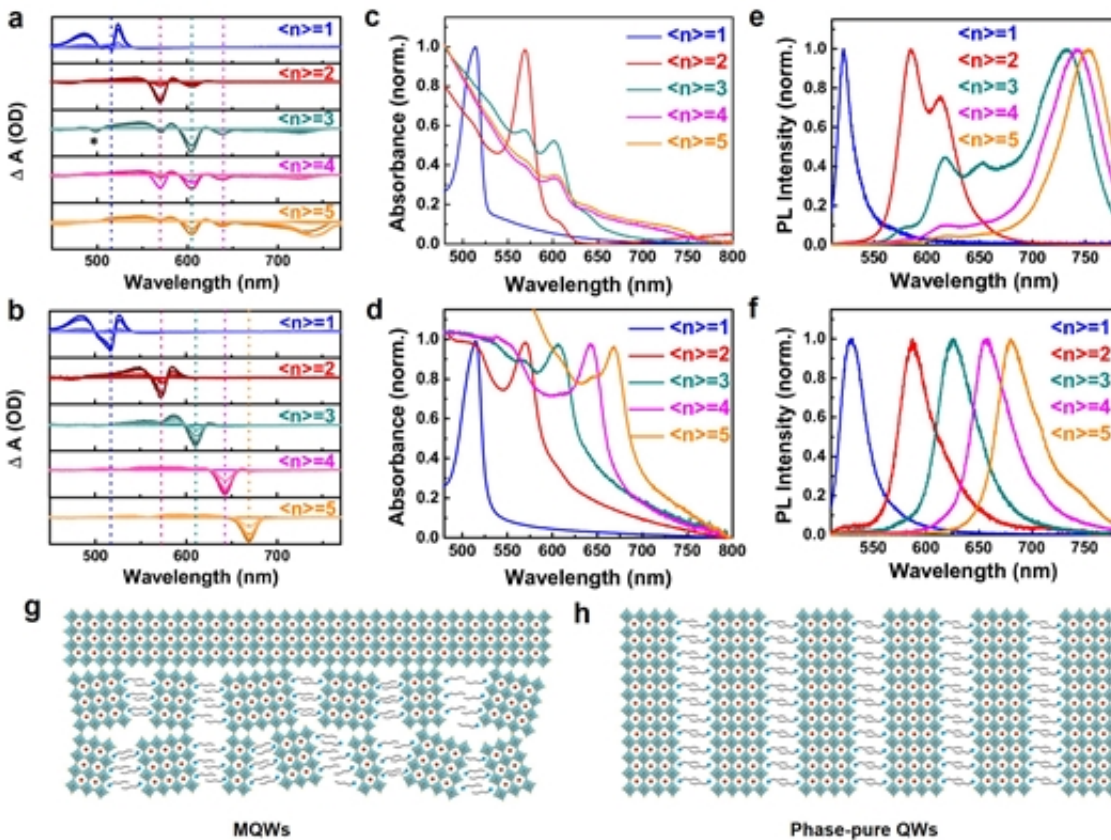 a
<n>=1
<n>=2
<n>=3
*
<n>=4
<n>=5
Δ A (OD)
500 600 700
Wavelength (nm)
c
<n>=1
<n>=2
<n>=3
<n>=4
<n>=5
Absorbance (norm.)
1.0
0.8
0.6
0.4
0.2
0.0
500 550 600 650 700 750 800
Wavelength (nm)
e
<n>=1
<n>=2
<n>=3
<n>=4
<n>=5
PL Intensity (norm.)
1.0
0.8
0.6
0.4
0.2
0.0
550 600 650 700 750
Wavelength (nm)
b
<n>=1
<n>=2
<n>=3
<n>=4
<n>=5
Δ A (OD)
500 600 700
Wavelength (nm)
d
<n>=1
<n>=2
<n>=3
<n>=4
<n>=5
Absorbance (norm.)
1.0
0.8
0.6
0.4
0.2
0.0
500 550 600 650 700 750 800
Wavelength (nm)
f
<n>=1
<n>=2
<n>=3
<n>=4
<n>=5
PL Intensity (norm.)
1.0
0.8
0.6
0.4
0.2
0.0
550 600 650 700 750
Wavelength (nm)
g
MQWs
h
Phase-pure QWs